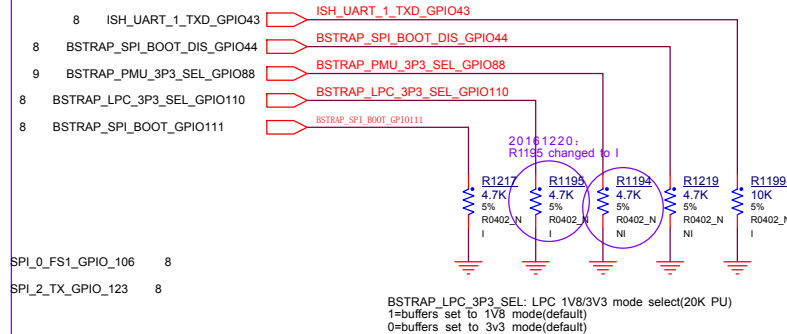 8 ISH_UART_1_TXD_GPIO43 ISH_UART_1_TXD_GPIO43
8 BSTRAP_SPI_BOOT_DIS_GPIO44 BSTRAP_SPI_BOOT_DIS_GPIO44
9 BSTRAP_PMU_3P3_SEL_GPIO88 BSTRAP_PMU_3P3_SEL_GPIO88
8 BSTRAP_LPC_3P3_SEL_GPIO110 BSTRAP_LPC_3P3_SEL_GPIO110
8 BSTRAP_SPI_BOOT_GPIO111 BSTRAP_SPI_BOOT_GPIO111
20161220:
R1195 changed to I
R1217 R1195 R1194 R1219 R1199
4.7K 4.7K 4.7K 4.7K 10K
5% 5% 5% 5% 5%
R0402_N R0402_N R0402_N R0402_N R0402_N
I I NI NI I
SPI_0_FS1_GPIO_106 8
SPI_2_TX_GPIO_123 8
BSTRAP_LPC_3P3_SEL: LPC 1V8/3V3 mode select(20K PU)
1=buffers set to 1V8 mode(default)
0=buffers set to 3v3 mode(default)